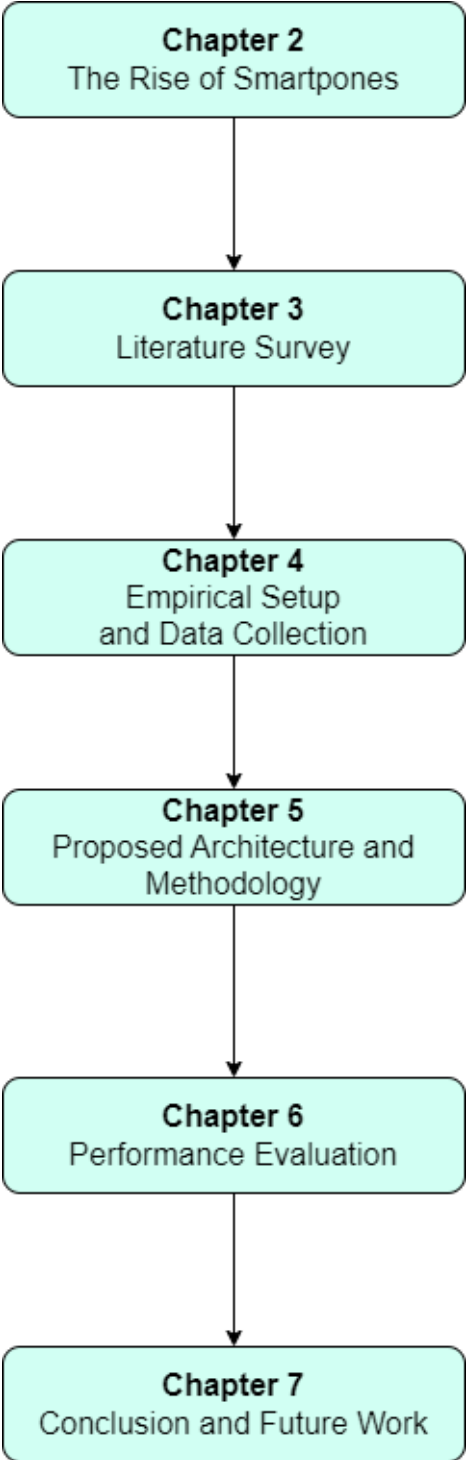 Chapter 2
The Rise of Smartpones
Chapter 3
Literature Survey
Chapter 4
Empirical Setup
and Data Collection
Chapter 5
Proposed Architecture and
Methodology
Chapter 6
Performance Evaluation
Chapter 7
Conclusion and Future Work